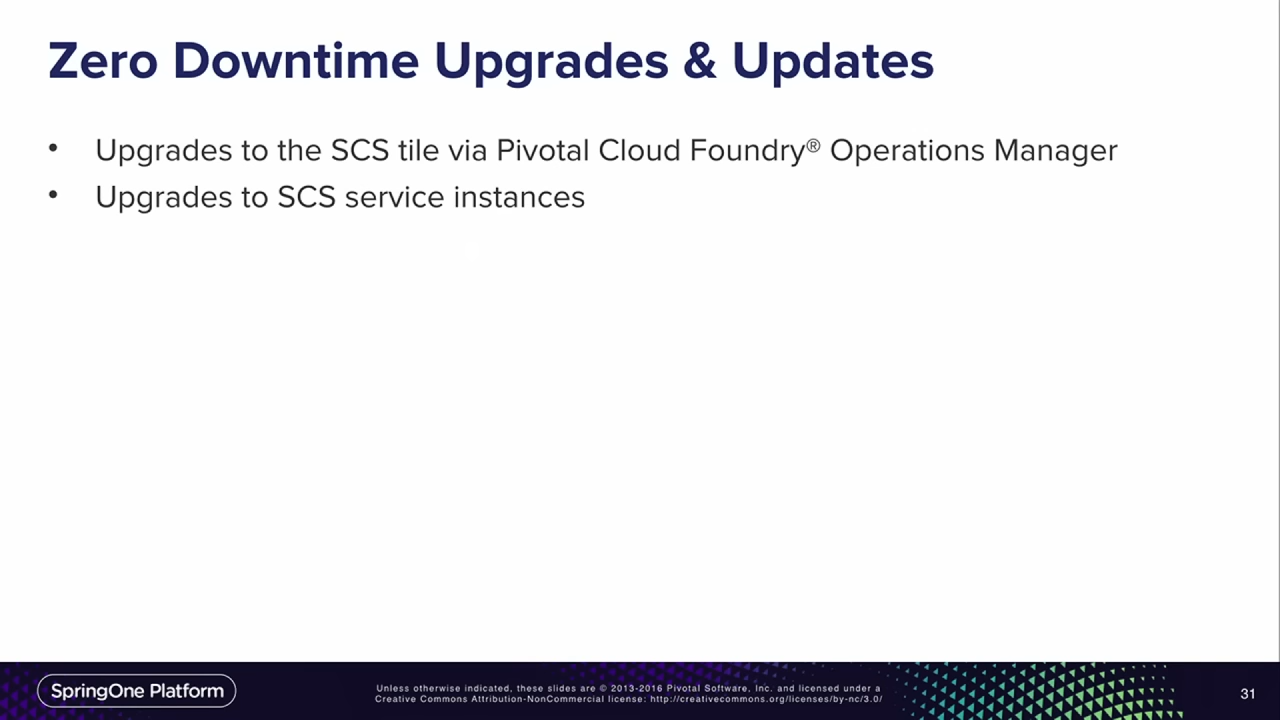 Zero Downtime Upgrades & Updates
• Upgrades to the SCS tile via Pivotal Cloud Foundry® Operations Manager
• Upgrades to SCS service instances
SpringOne Platform
Unless otherwise indicated, these slides are © 2013-2016 Pivotal Software, Inc. and licensed under a
Creative Commons Attribution-NonCommercial license: http://creativecommons.org/licenses/by-nc/3.0/
31